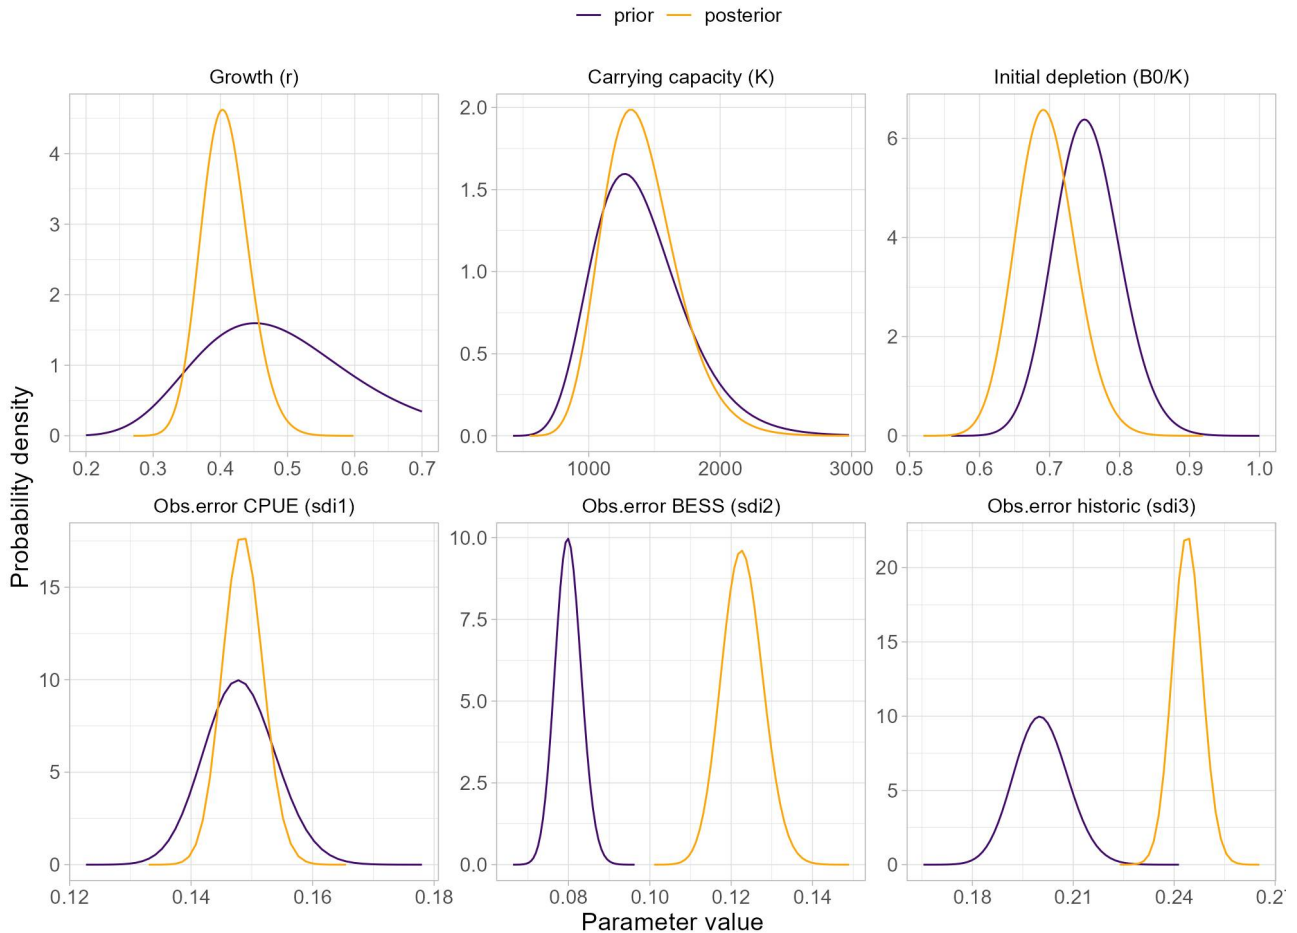 prior posterior
Growth (r) Carrying capacity (K) Initial depletion (B0/K)
4
3
2
1
0
0.2 0.3 0.4 0.5 0.6 0.7
2.0
1.5
1.0
0.5
0.0
1000 2000 3000
6
4
2
0
0.5 0.6 0.7 0.8 0.9 1.0
Probability density
Obs.error CPUE (sdi1) Obs.error BESS (sdi2) Obs.error historic (sdi3)
15
10
5
0
0.12 0.14 0.16 0.18
10.0
7.5
5.0
2.5
0.0
0.08 0.10 0.12 0.14
20
15
10
5
0
0.18 0.21 0.24
Parameter value